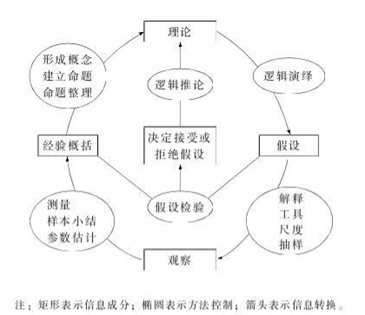 理论
形成概念
建立命题
命题整理
逻辑推论
逻辑演绎
经验概括
决定接受或
拒绝假设
假设
测量
样本小结
参数估计
假设检验
解释
工具
尺度
抽样
观察
注：矩形表示信息成分；椭圆表示方法控制；箭头表示信息转换。